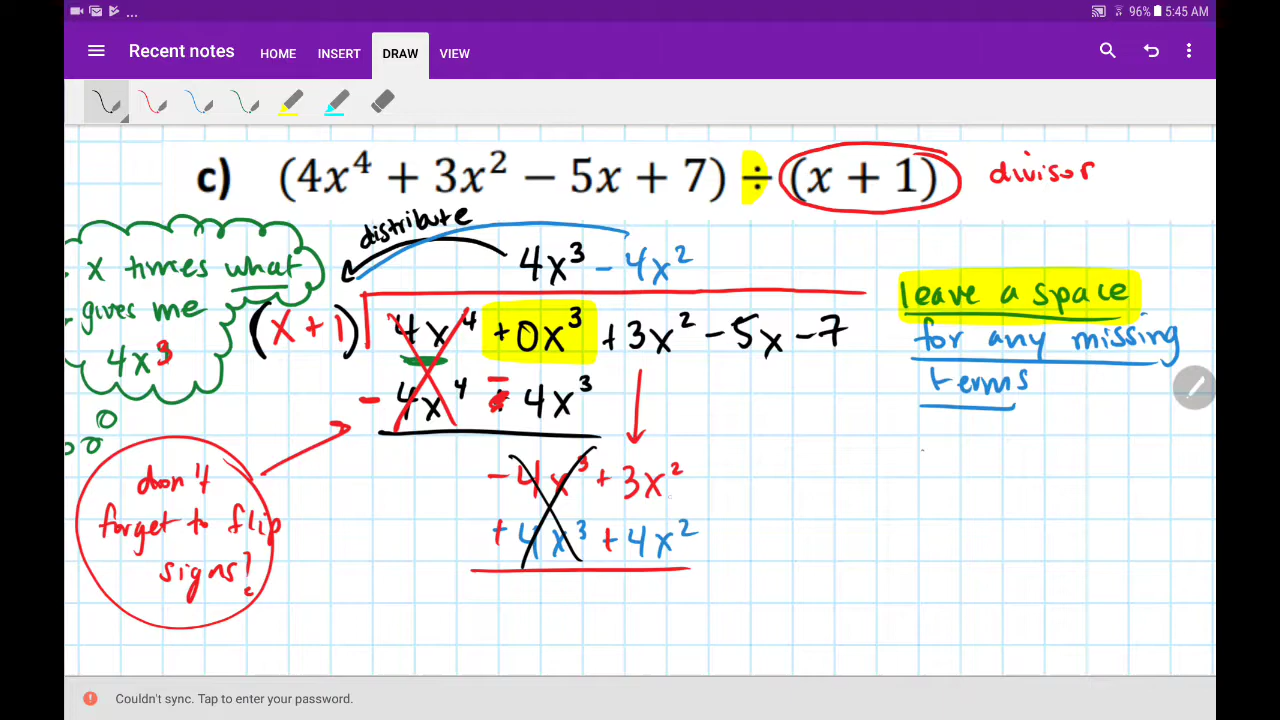 ...
96% 5:45 AM
Recent notes
HOME INSERT DRAW VIEW
c) (4x⁴ + 3x² − 5x + 7) ÷ (x + 1) divisor
distribute
4x³ − 4x²
x times what
gives me
4x³
(x + 1) 4x⁴ + 0x³ + 3x² − 5x − 7
leave a space
for any missing
terms
− 4x⁴ − 4x³
− 4x³ + 3x²
+ 4x³ + 4x²
don't
forget to flip
signs!
Couldn't sync. Tap to enter your password.